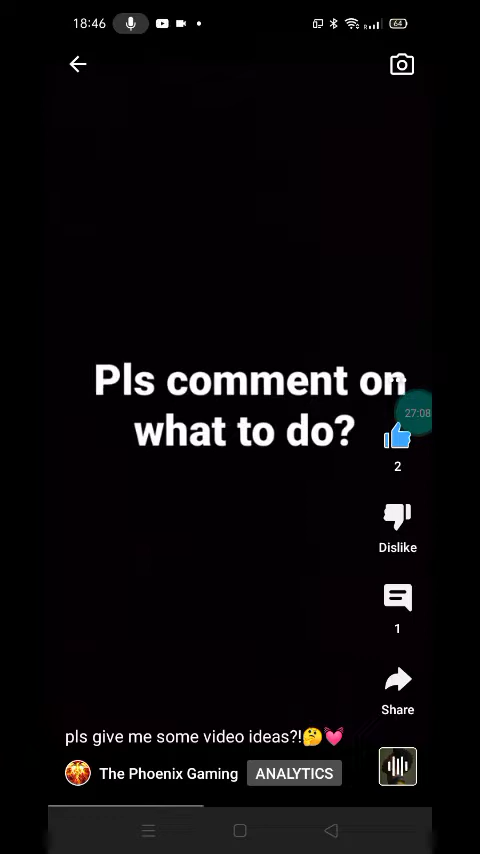 18:46
R
64
Pls comment on
what to do?
27:08
2
Dislike
1
Share
pls give me some video ideas?!🤔💓
The Phoenix Gaming ANALYTICS